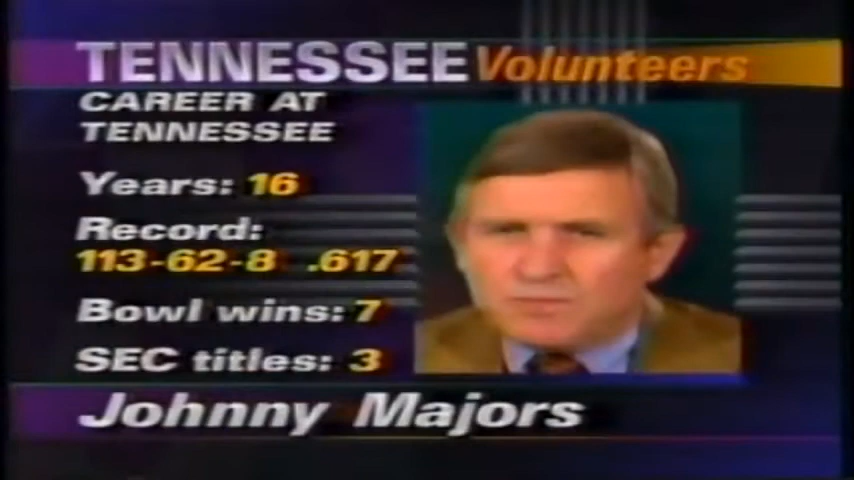 TENNESSEE Volunteers
CAREER AT
TENNESSEE
Years: 16
Record:
113-62-8 .617
Bowl wins: 7
SEC titles: 3
Johnny Majors